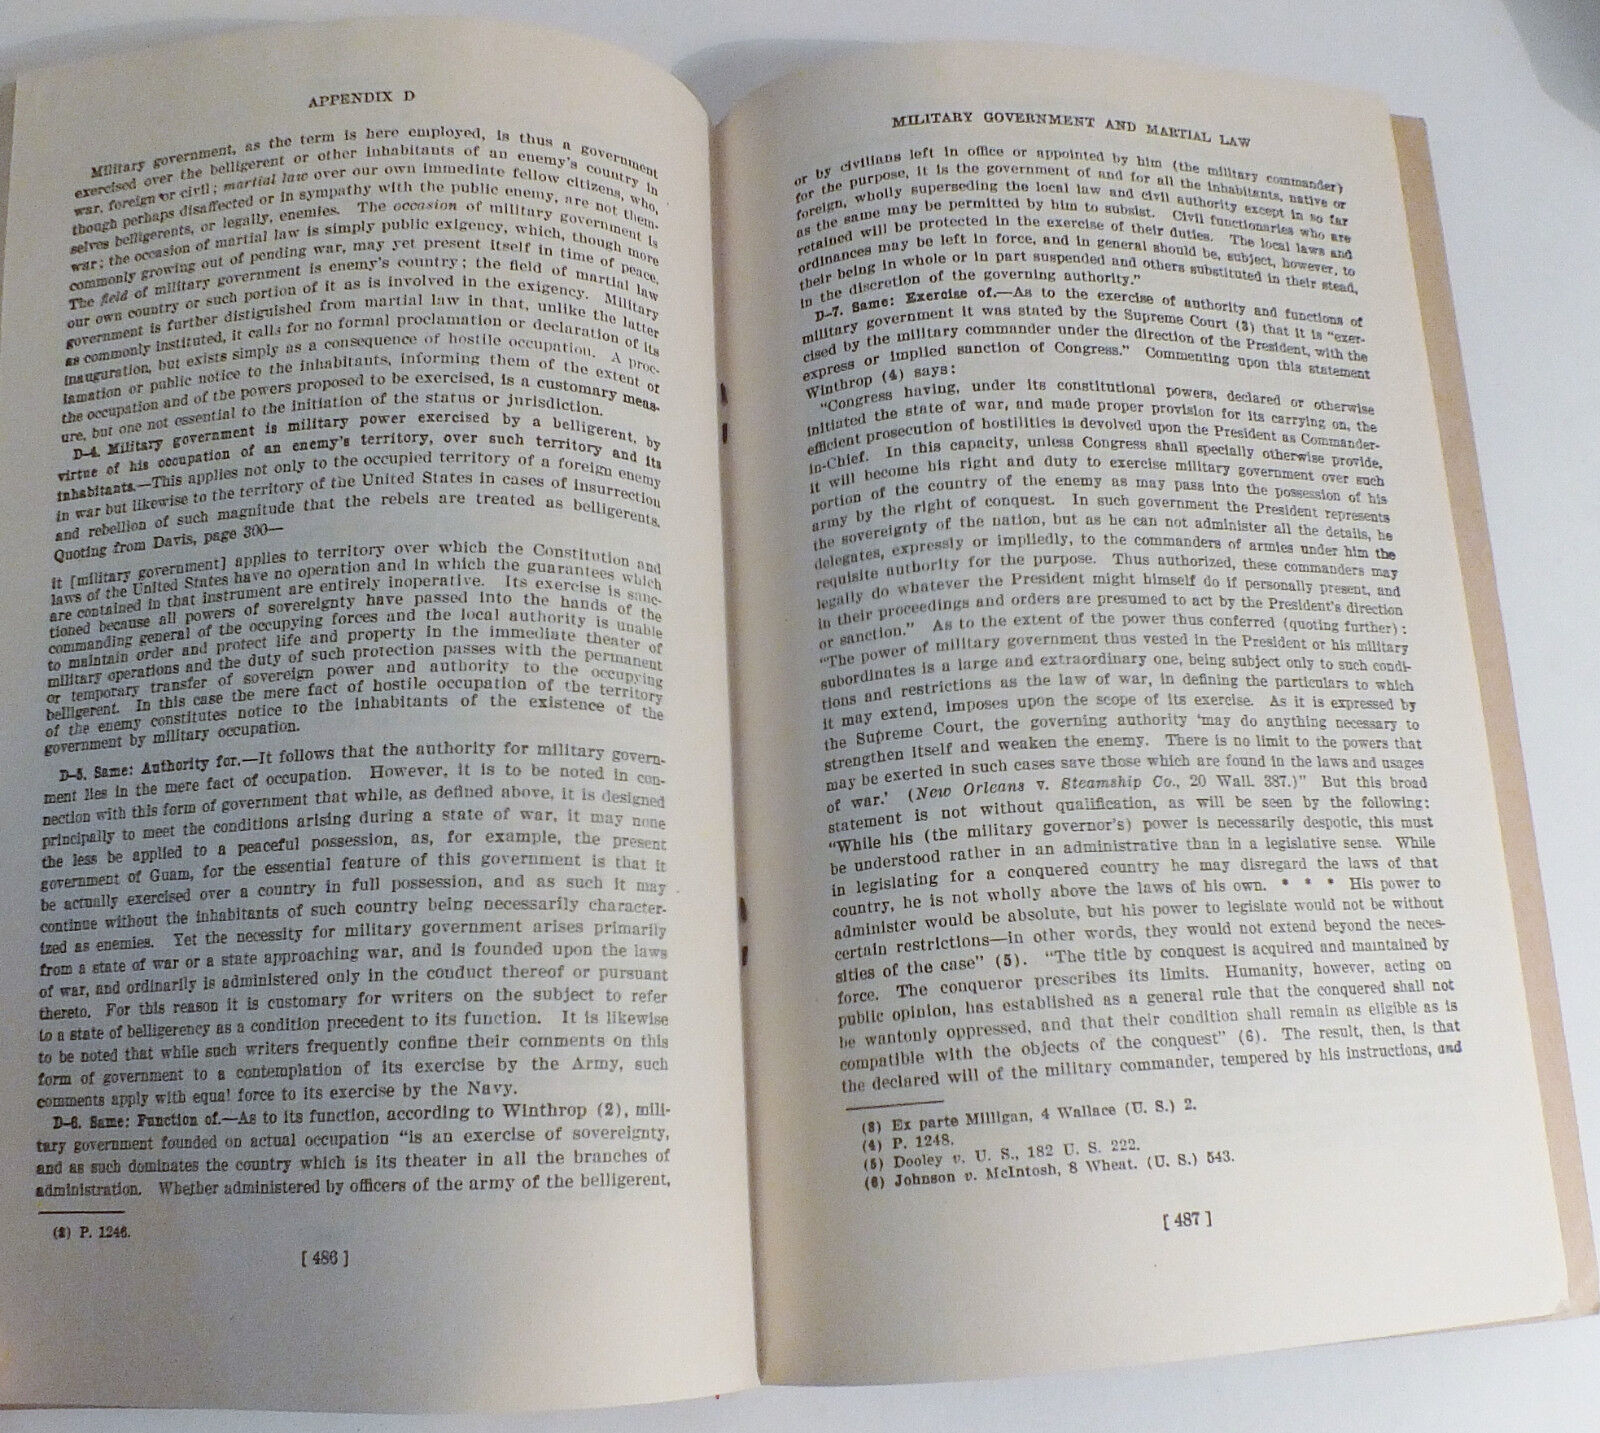 APPENDIX D
Military government, as the term is here employed, is thus a government
exercised over the belligerent or other inhabitants of an enemy's country in
war, foreign or civil; martial law over our own immediate fellow citizens, who,
though perhaps disaffected or in sympathy with the public enemy, are not them-
selves belligerents, or legally, enemies. The occasion of military government is
war; the occasion of martial law is simply public exigency, which, though more
commonly growing out of pending war, may yet present itself in time of peace.
The field of military government is enemy's country; the field of martial law
our own country or such portion of it as is involved in the exigency. Military
government is further distiguished from martial law in that, unlike the latter
as commonly instituted, it calls for no formal proclamation or declaration of its
inauguration, but exists simply as a consequence of hostile occupation. A proc-
lamation or public notice to the inhabitants, informing them of the extent of
the occupation and of the powers proposed to be exercised, is a customary meas-
ure, but one not essential to the initiation of the status or jurisdiction.
D-4. Military government is military power exercised by a belligerent, by
virtue of his occupation of an enemy's territory, over such territory and its
inhabitants.—This applies not only to the occupied territory of a foreign enemy
in war but likewise to the territory of the United States in cases of insurrection
and rebellion of such magnitude that the rebels are treated as belligerents.
Quoting from Davis, page 300—
it [military government] applies to territory over which the Constitution and
laws of the United States have no operation and in which the guarantees which
are contained in that instrument are entirely inoperative. Its exercise is sanc-
tioned because all powers of sovereignty have passed into the hands of the
commanding general of the occupying forces and the local authority is unable
to maintain order and protect life and property in the immediate theater of
military operations and the duty of such protection passes with the permanent
or temporary transfer of sovereign power and authority to the occupying
belligerent. In this case the mere fact of hostile occupation of the territory
of the enemy constitutes notice to the inhabitants of the existence of the
government by military occupation.
D-5. Same: Authority for.—It follows that the authority for military govern-
ment lies in the mere fact of occupation. However, it is to be noted in con-
nection with this form of government that while, as defined above, it is designed
principally to meet the conditions arising during a state of war, it may none
the less be applied to a peaceful possession, as, for example, the present
government of Guam, for the essential feature of this government is that it
be actually exercised over a country in full possession, and as such it may
continue without the inhabitants of such country being necessarily character-
ized as enemies. Yet the necessity for military government arises primarily
from a state of war or a state approaching war, and is founded upon the laws
of war, and ordinarily is administered only in the conduct thereof or pursuant
thereto. For this reason it is customary for writers on the subject to refer
to a state of belligerency as a condition precedent to its function. It is likewise
to be noted that while such writers frequently confine their comments on this
form of government to a contemplation of its exercise by the Army, such
comments apply with equal force to its exercise by the Navy.
D-6. Same: Function of.—As to its function, according to Winthrop (2), mili-
tary government founded on actual occupation "is an exercise of sovereignty,
and as such dominates the country which is its theater in all the branches of
administration. Whether administered by officers of the army of the belligerent,
(2) P. 1246.
[ 486 ]
MILITARY GOVERNMENT AND MARTIAL LAW
or by civilians left in office or appointed by him (the military commander)
for the purpose, it is the government of and for all the inhabitants, native or
foreign, wholly superseding the local law and civil authority except in so far
as the same may be permitted by him to subsist. Civil functionaries who are
retained will be protected in the exercise of their duties. The local laws and
ordinances may be left in force, and in general should be, subject, however, to
their being in whole or in part suspended and others substituted in their stead,
in the discretion of the governing authority."
D-7. Same: Exercise of.—As to the exercise of authority and functions of
military government it was stated by the Supreme Court (3) that it is "exer-
cised by the military commander under the direction of the President, with the
express or implied sanction of Congress." Commenting upon this statement
Winthrop (4) says:
"Congress having, under its constitutional powers, declared or otherwise
initiated the state of war, and made proper provision for its carrying on, the
efficient prosecution of hostilities is devolved upon the President as Commander-
in-Chief. In this capacity, unless Congress shall specially otherwise provide,
it will become his right and duty to exercise military government over such
portion of the country of the enemy as may pass into the possession of his
army by the right of conquest. In such government the President represents
the sovereignty of the nation, but as he can not administer all the details, he
delegates, expressly or impliedly, to the commanders of armies under him the
requisite authority for the purpose. Thus authorized, these commanders may
legally do whatever the President might himself do if personally present, and
in their proceedings and orders are presumed to act by the President's direction
or sanction." As to the extent of the power thus conferred (quoting further):
"The power of military government thus vested in the President or his military
subordinates is a large and extraordinary one, being subject only to such condi-
tions and restrictions as the law of war, in defining the particulars to which
it may extend, imposes upon the scope of its exercise. As it is expressed by
the Supreme Court, the governing authority 'may do anything necessary to
strengthen itself and weaken the enemy. There is no limit to the powers that
may be exerted in such cases save those which are found in the laws and usages
of war.' (New Orleans v. Steamship Co., 20 Wall. 387.)" But this broad
statement is not without qualification, as will be seen by the following:
"While his (the military governor's) power is necessarily despotic, this must
be understood rather in an administrative than in a legislative sense. While
in legislating for a conquered country he may disregard the laws of that
country, he is not wholly above the laws of his own. * * * His power to
administer would be absolute, but his power to legislate would not be without
certain restrictions—in other words, they would not extend beyond the neces-
sities of the case" (5). "The title by conquest is acquired and maintained by
force. The conqueror prescribes its limits. Humanity, however, acting on
public opinion, has established as a general rule that the conquered shall not
be wantonly oppressed, and that their condition shall remain as eligible as is
compatible with the objects of the conquest" (6). The result, then, is that
the declared will of the military commander, tempered by his instructions, and
(3) Ex parte Milligan, 4 Wallace (U. S.) 2.
(4) P. 1248.
(5) Dooley v. U. S., 182 U. S. 222.
(6) Johnson v. McIntosh, 8 Wheat. (U. S.) 543.
[ 487 ]